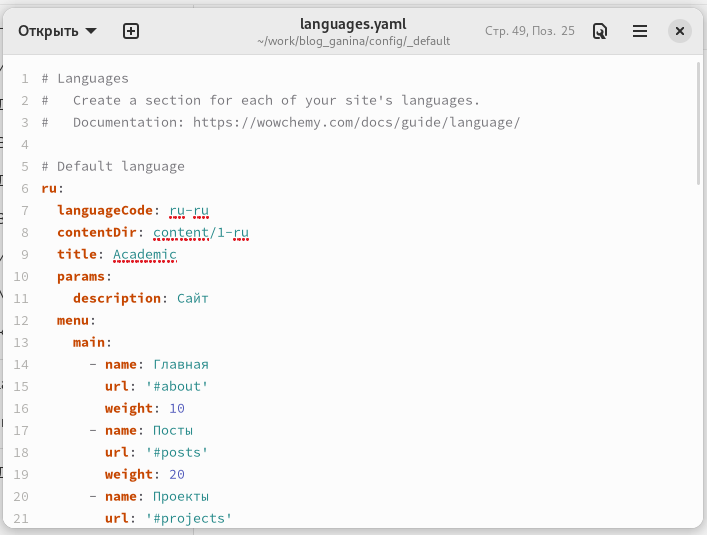 Открыть
languages.yaml
~/work/blog_ganina/config/_default
Стр. 49, Поз. 25
1 # Languages
2 #   Create a section for each of your site's languages.
3 #   Documentation: https://wowchemy.com/docs/guide/language/
4
5 # Default language
6 ru:
7   languageCode: ru-ru
8   contentDir: content/1-ru
9   title: Academic
10   params:
11     description: Сайт
12   menu:
13     main:
14       - name: Главная
15         url: '#about'
16         weight: 10
17       - name: Посты
18         url: '#posts'
19         weight: 20
20       - name: Проекты
21         url: '#projects'